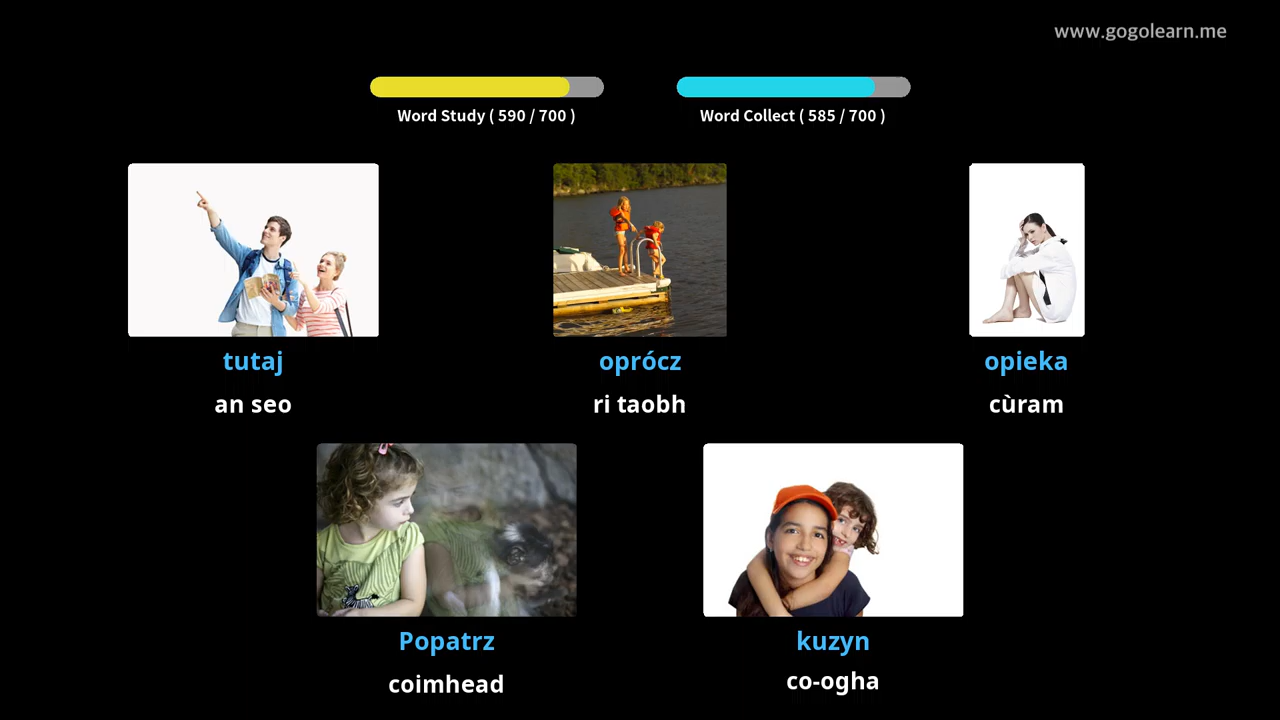 www.gogolearn.me
Word Study ( 590 / 700 )
Word Collect ( 585 / 700 )
tutaj
oprócz
opieka
an seo
ri taobh
cùram
Popatrz
kuzyn
coimhead
co-ogha